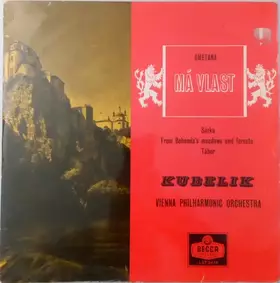 SMETANA
MÁ VLAST
Šárka
From Bohemia's meadows and forests
Tábor
KUBELIK
VIENNA PHILHARMONIC ORCHESTRA
DECCA